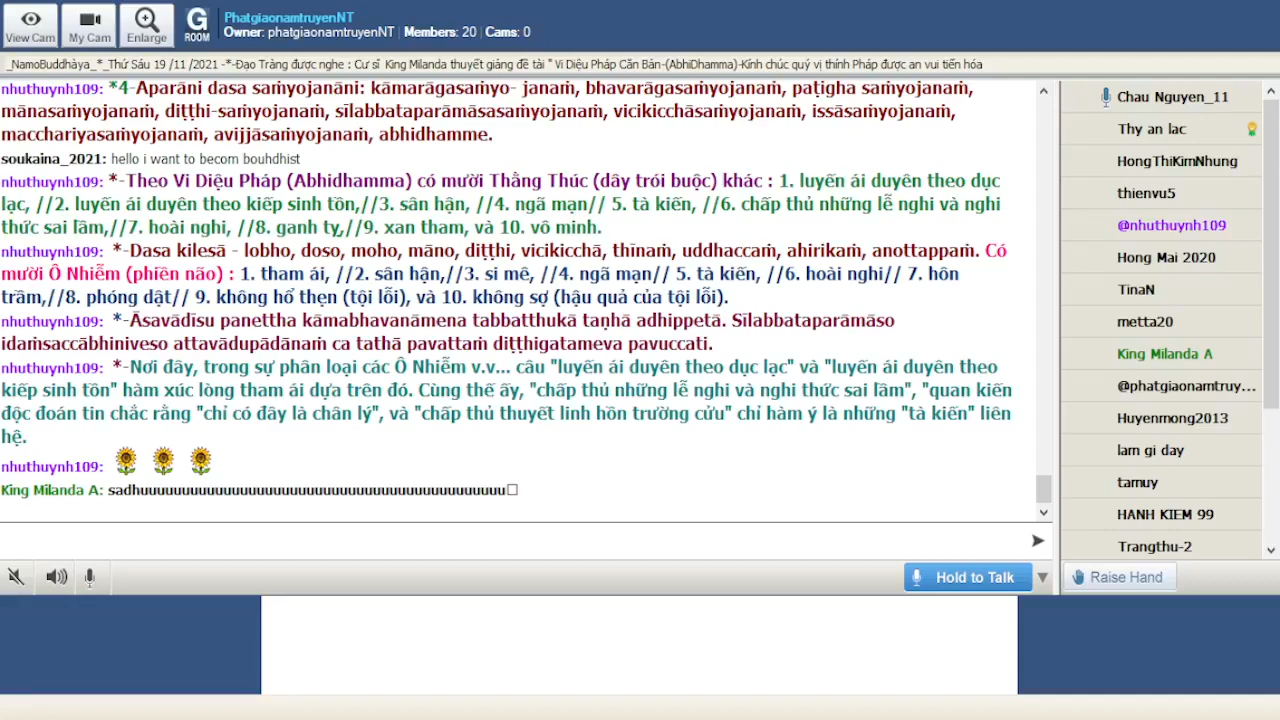 View Cam
My Cam
Enlarge
G
ROOM
PhatgiaonamtruyenNT
Owner: phatgiaonamtruyenNT | Members: 20 | Cams: 0
_NamoBuddhàya_*_Thứ Sáu 19 /11 /2021 -*-Đạo Tràng được nghe : Cư sĩ King Milanda thuyết giảng đề tài " Vi Diệu Pháp Căn Bản-(AbhiDhamma)-Kính chúc quý vị thính Pháp được an vui tiến hóa
nhuthuynh109: *4-Aparāni dasa saṁyojanāni: kāmarāgasaṁyo- janaṁ, bhavarāgasaṁyojanaṁ, paṭigha saṁyojanaṁ,
mānasaṁyojanaṁ, diṭṭhi-saṁyojanaṁ, sīlabbataparāmāsasaṁyojanaṁ, vicikicchāsaṁyojanaṁ, issāsaṁyojanaṁ,
macchariyasaṁyojanaṁ, avijjāsaṁyojanaṁ, abhidhamme.
soukaina_2021: hello i want to becom bouhdhist
nhuthuynh109: *-Theo Vi Diệu Pháp (Abhidhamma) có mười Thằng Thúc (dây trói buộc) khác : 1. luyến ái duyên theo dục
lạc, //2. luyến ái duyên theo kiếp sinh tồn,//3. sân hận, //4. ngã mạn// 5. tà kiến, //6. chấp thủ những lễ nghi và nghi
thức sai lầm,//7. hoài nghi, //8. ganh tỵ,//9. xan tham, và 10. vô minh.
nhuthuynh109: *-Dasa kilesā - lobho, doso, moho, māno, diṭṭhi, vicikicchā, thīnaṁ, uddhaccaṁ, ahirikaṁ, anottappaṁ. Có
mười Ô Nhiễm (phiền não) : 1. tham ái, //2. sân hận,//3. si mê, //4. ngã mạn// 5. tà kiến, //6. hoài nghi// 7. hôn
trầm,//8. phóng dật// 9. không hổ thẹn (tội lỗi), và 10. không sợ (hậu quả của tội lỗi).
nhuthuynh109: *-Āsavādīsu panettha kāmabhavanāmena tabbatthukā taṇhā adhippetā. Sīlabbataparāmāso
idaṁsaccābhiniveso attavādupādānaṁ ca tathā pavattaṁ diṭṭhigatameva pavuccati.
nhuthuynh109: *-Nơi đây, trong sự phân loại các Ô Nhiễm v.v... câu "luyến ái duyên theo dục lạc" và "luyến ái duyên theo
kiếp sinh tồn" hàm xúc lòng tham ái dựa trên đó. Cùng thế ấy, "chấp thủ những lễ nghi và nghi thức sai lầm", "quan kiến
độc đoán tin chắc rằng "chỉ có đây là chân lý", và "chấp thủ thuyết linh hồn trường cửu" chỉ hàm ý là những "tà kiến" liên
hệ.
nhuthuynh109:
King Milanda A: sadhuuuuuuuuuuuuuuuuuuuuuuuuuuuuuuuuuuuuuuuuuuuu
Chau Nguyen_11
Thy an lac
HongThiKimNhung
thienvu5
@nhuthuynh109
Hong Mai 2020
TinaN
metta20
King Milanda A
@phatgiaonamtruy...
Huyenmong2013
lam gi day
tamuy
HANH KIEM 99
Trangthu-2
Hold to Talk
Raise Hand